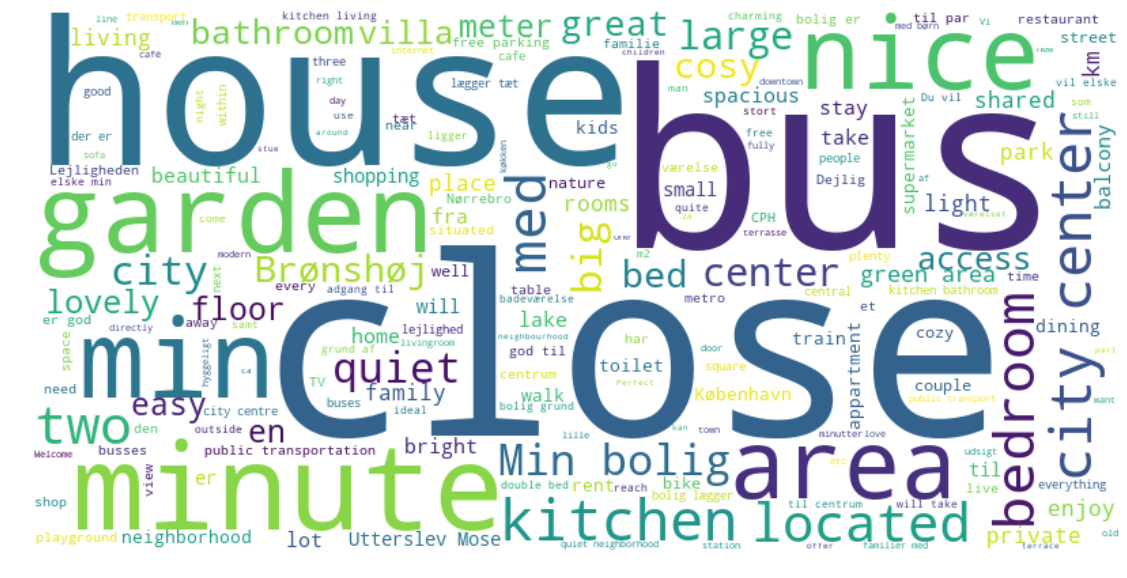 line
transport
man
kitchen living
charming
bolig er
med børn
til par
Vi
restaurant
living
bathroom
villa
meter
great
large
nice
street
internet
free parking
familie
café
cafe
room
children
house
three
cosy
downtown
km
good
right
lægger tæt
man
bus
spacious
stort
stay
Du vil
shared
vil elske
night
within
day
use
tæt
near
around
ligger
kids
free
fully
take
supermarket
som
still
der er
park
balcony
sofa
stue
køkken
go
people
Lejligheden
elske min
beautiful
shopping
place
nature
værelse
small
quite
Dejlig
af
light
værelset
garden
Nørrebro
rooms
CPH
JA
terrasse
come
fra
situated
med
big
one
m2
plenty
city center
modern
city
next
Brønshøj
well
bed
center
access
green area
time
every
adgang til
table
badeværelse
metro
central
kitchen bathroom
lovely
floor
will
close
et
er god
away
home
lejlighed
lake
neighbourhood
har
door
train
cozy
dining
directly
samt
min
grund af
livingroom
god til
centrum
toilet
square
appartment
part
space
hyggeligt
ca
TV
quiet
family
walk
Perfect
København
couple
public transport
need
want
easy
city centre
buses
ideal
bolig grund
two
den
outside
en
lille
kan
town
minutter
love
bedroom
Welcome
busses
public transportation
bright
Min bolig
area
udsigt
view
minute
er
double bed
rent
reach
bike
bolig lægger
etc
til
live
everything
shop
kitchen
located
til centrum
will take
enjoy
playground
neighborhood
lot
Utterslev Mose
quiet neighborhood
station
offer
familier med
private
terrace
old